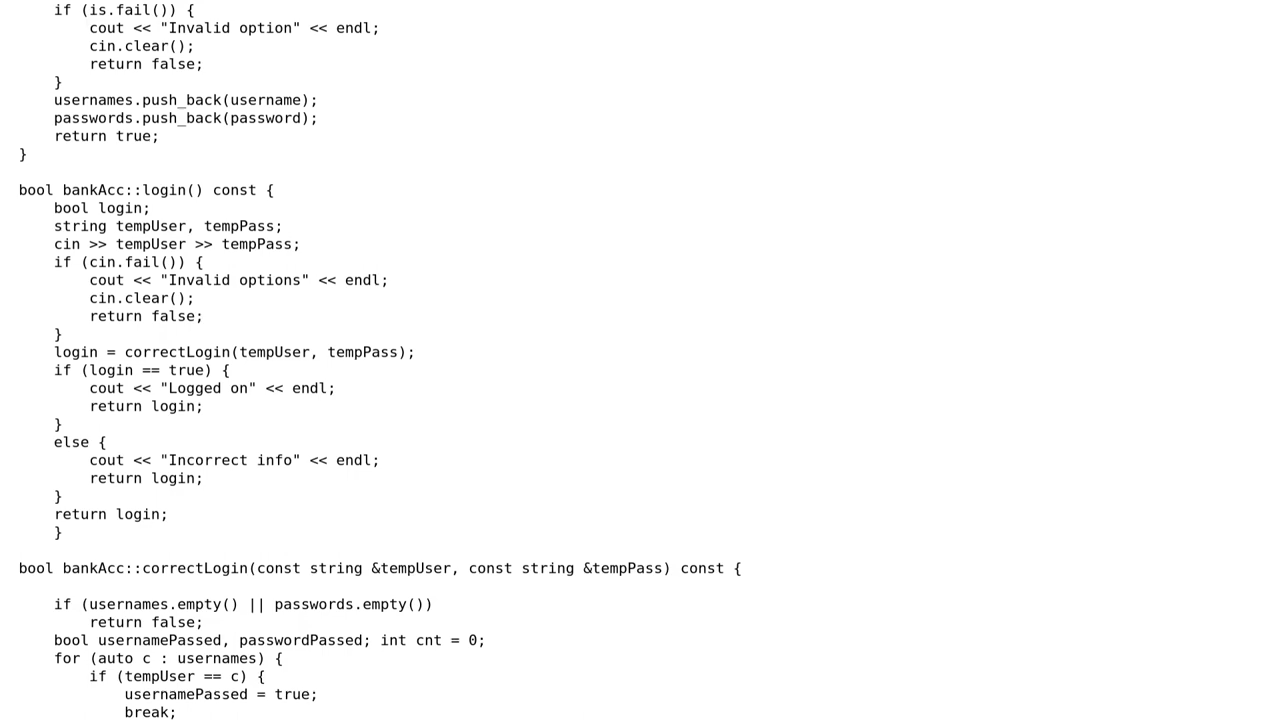 if (is.fail()) {
        cout << "Invalid option" << endl;
        cin.clear();
        return false;
    }
    usernames.push_back(username);
    passwords.push_back(password);
    return true;
}

bool bankAcc::login() const {
    bool login;
    string tempUser, tempPass;
    cin >> tempUser >> tempPass;
    if (cin.fail()) {
        cout << "Invalid options" << endl;
        cin.clear();
        return false;
    }
    login = correctLogin(tempUser, tempPass);
    if (login == true) {
        cout << "Logged on" << endl;
        return login;
    }
    else {
        cout << "Incorrect info" << endl;
        return login;
    }
    return login;
    }

bool bankAcc::correctLogin(const string &tempUser, const string &tempPass) const {

    if (usernames.empty() || passwords.empty())
        return false;
    bool usernamePassed, passwordPassed; int cnt = 0;
    for (auto c : usernames) {
        if (tempUser == c) {
            usernamePassed = true;
            break;